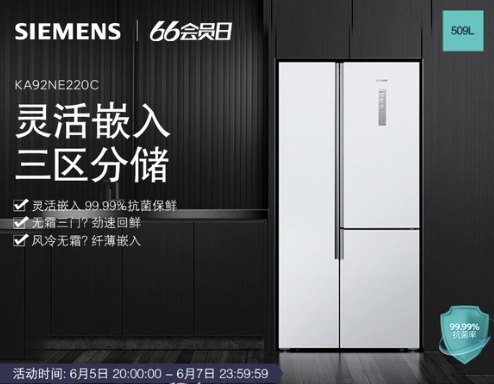 SIEMENS
66会员日
509L
KA92NE220C
灵活嵌入
三区分储
灵活嵌入 99.99%抗菌保鲜
无霜三门? 劲速回鲜
风冷无霜? 纤薄嵌入
99.99%
抗菌率
活动时间: 6月5日 20:00:00 – 6月7日 23:59:59